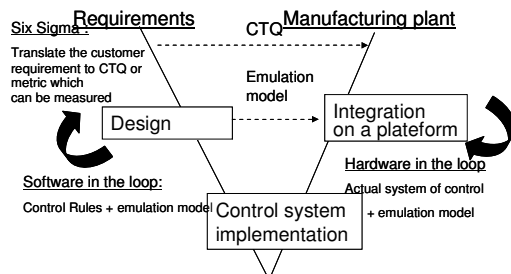 Requirements
Manufacturing plant
Six Sigma :
Translate the customer
requirement to CTQ or
metric which
can be measured
CTQ
Emulation
model
Design
Integration
on a plateform
Software in the loop:
Control Rules + emulation model
Hardware in the loop
Actual system of control
+ emulation model
Control system
implementation